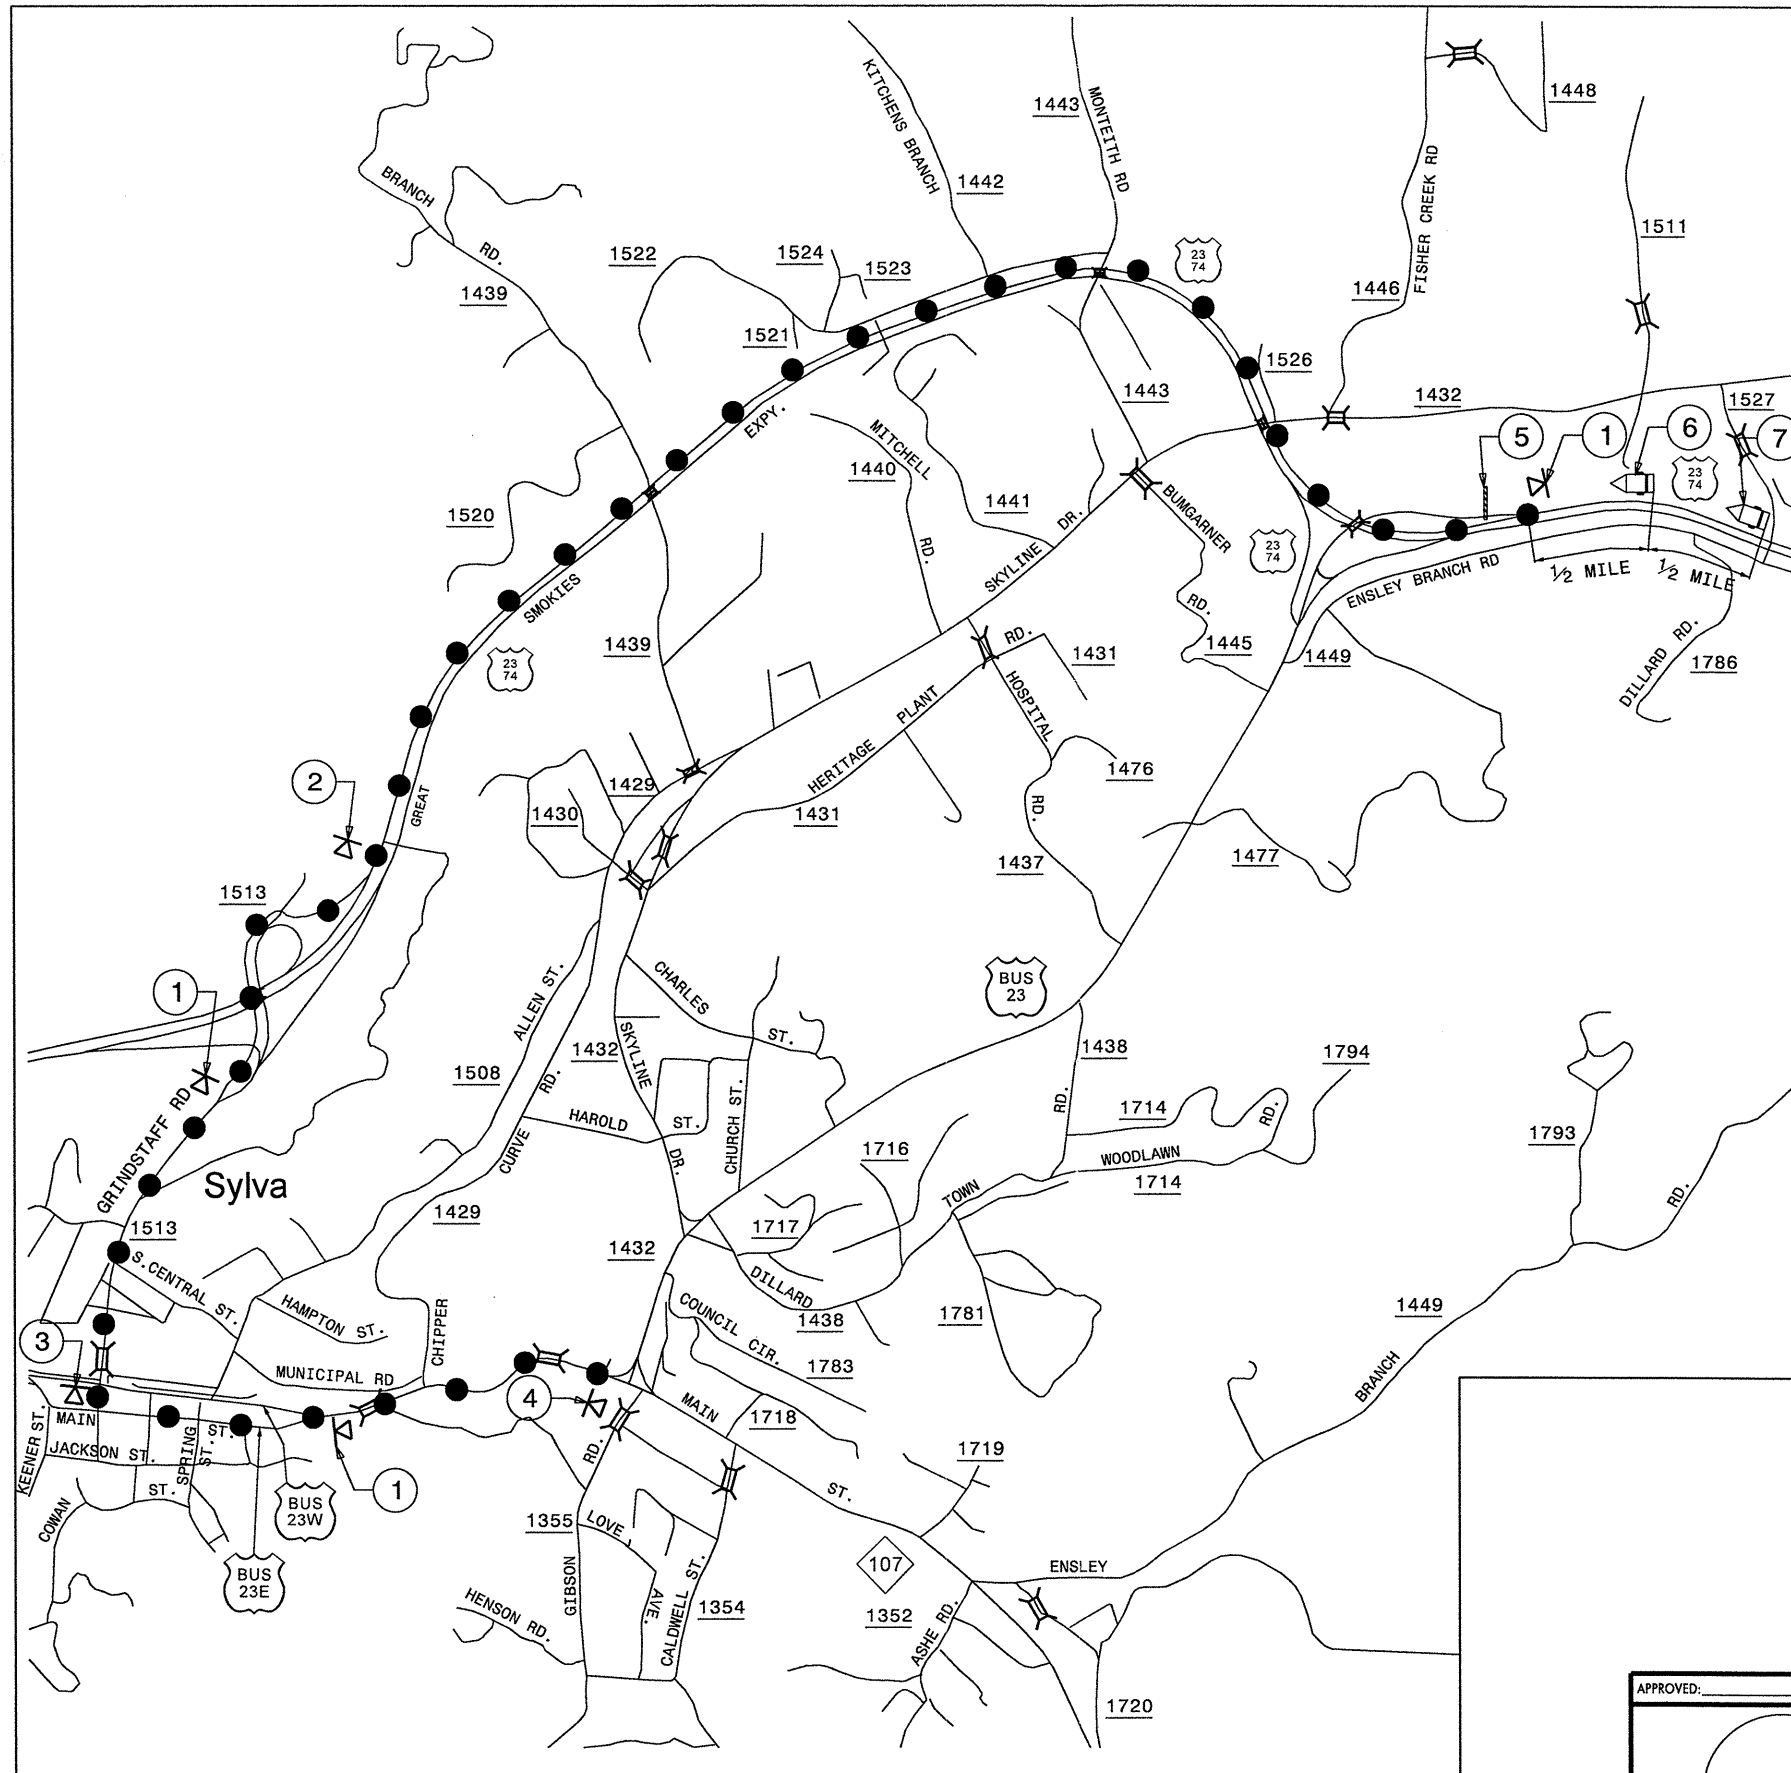 KITCHENS BRANCH
1443
MONTEITH RD
1448
FISHER CREEK RD
BRANCH
RD.
1442
1439
1522
1524
1523
23
74
1511
1446
1521
1526
EXPY.
1443
1432
1527
MITCHELL
RD.
1440
5
1
6
7
23
74
1520
1441
SKYLINE
DR.
BUMGARNER
RD.
23
74
ENSLEY BRANCH RD
1/2 MILE
1/2 MILE
SMOKIES
1439
RD.
1431
1445
1449
DILLARD RD.
1786
23
74
HOSPITAL
RD.
HERITAGE
PLANT
1476
2
GREAT
1429
1430
1431
1437
1477
1513
1
ALLEN ST.
CHARLES
ST.
BUS
23
SKYLINE
DR.
1432
1508
1438
1794
GRINDSTAFF RD
RD.
CURVE
HAROLD
ST.
CHURCH ST.
RD.
1714
RD.
1793
Sylva
1716
WOODLAWN
TOWN
1714
RD.
1513
1429
1432
1717
S.CENTRAL ST.
DILLARD
1438
HAMPTON ST.
CHIPPER
COUNCIL CIR.
1781
1449
3
1783
MUNICIPAL RD
4
MAIN
ST.
BRANCH
KEENER ST.
MAIN
ST.
1718
JACKSON ST.
SPRING
ST.
RD.
1719
ST.
1
BUS
23W
COWAN
1355
LOVE
AVE.
BUS
23E
107
ENSLEY
HENSON RD.
GIBSON
CALDWELL ST.
1354
1352
ASHE RD.
1720
APPROVED: